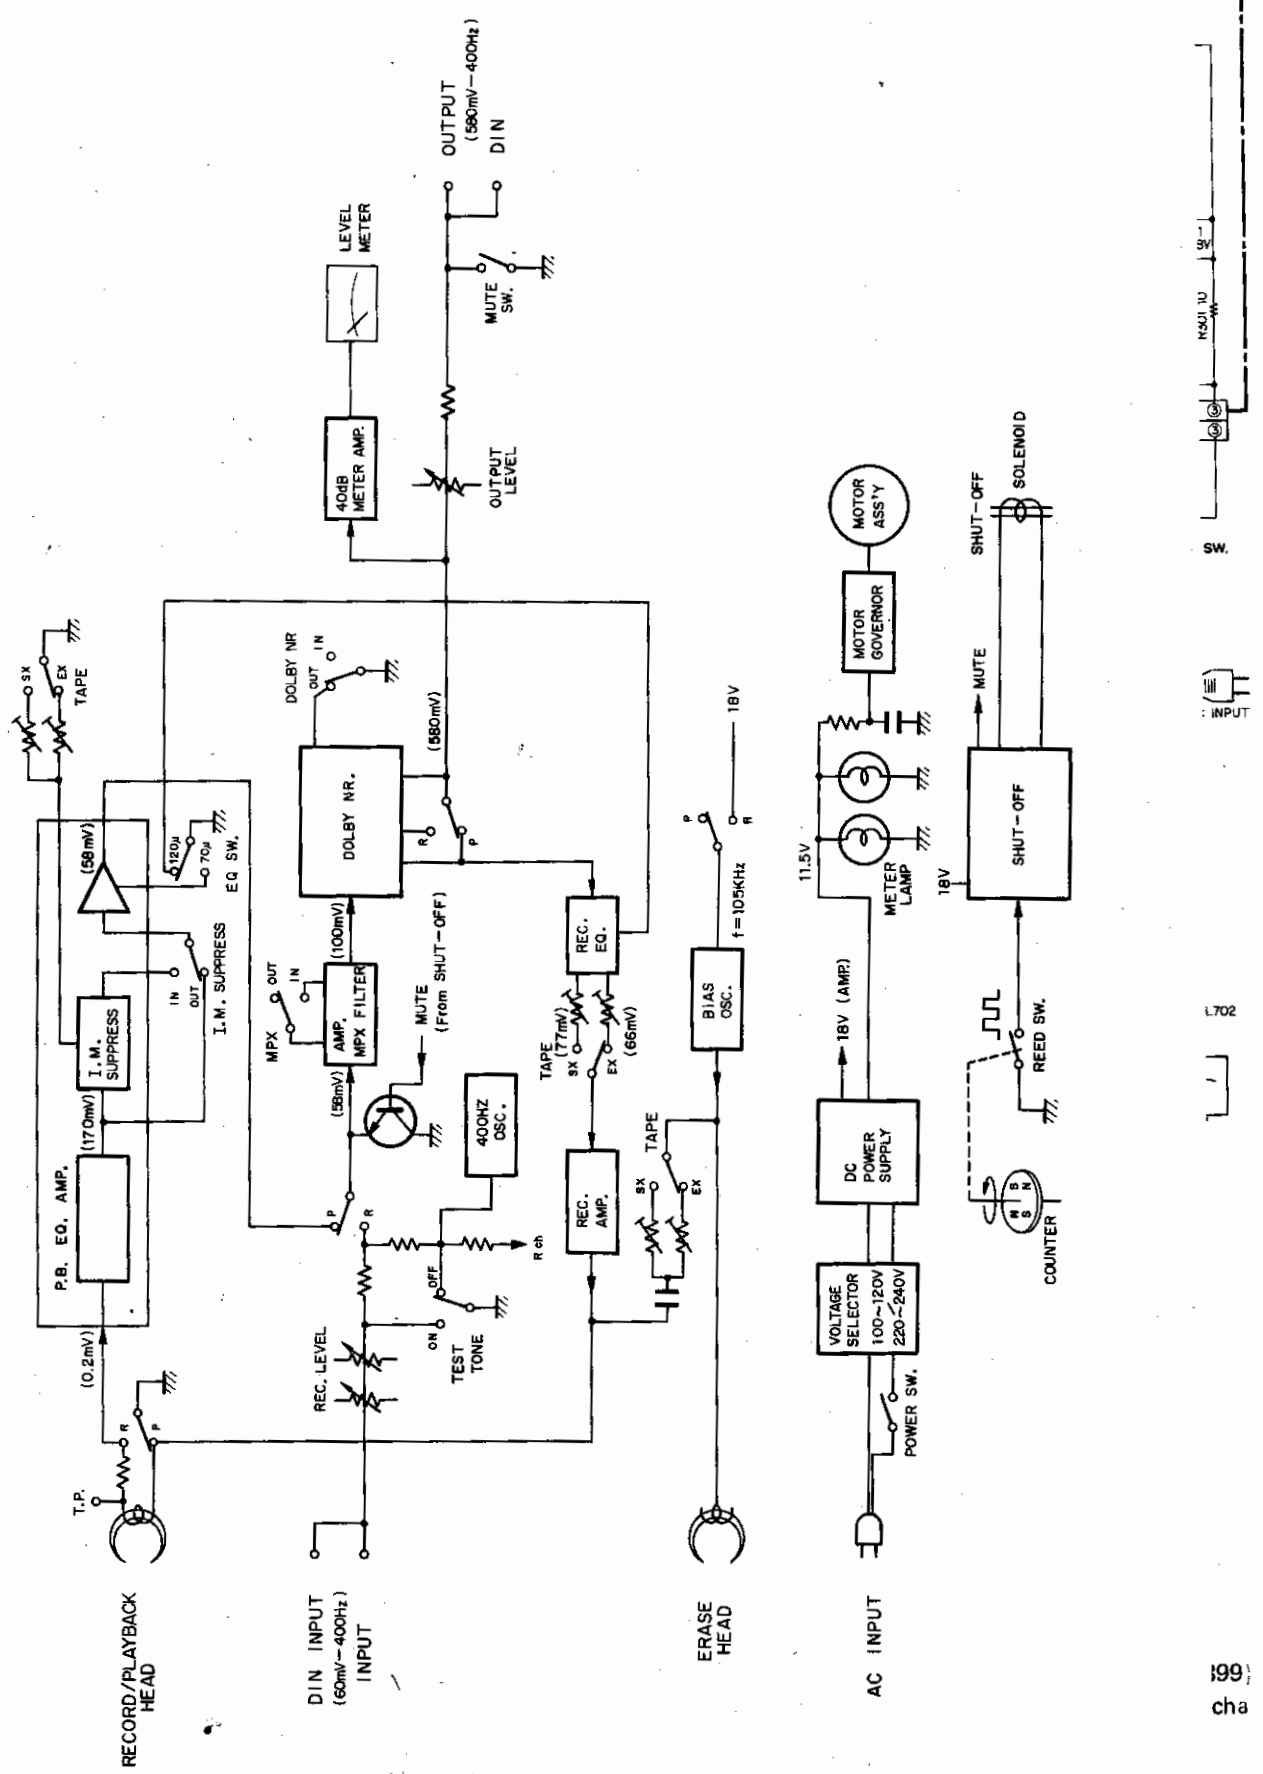 RECORD/PLAYBACK
HEAD
T.P.
R
P
(0.2mV)
P.B. EQ. AMP.
(170mV)
I.M.
SUPPRESS
IN
OUT
I.M. SUPPRESS
(58mV)
120μ
70μ
EQ SW.
SX
EX
TAPE
DIN INPUT
(60mV-400Hz)
INPUT
REC. LEVEL
ON
OFF
TEST
TONE
R ch
400HZ
OSC.
P
R
(58mV)
MUTE
(From SHUT-OFF)
MPX
OUT
IN
AMP.
MPX FILTER
(100mV)
DOLBY NR.
DOLBY NR
OUT
IN
R
P
(580mV)
40dB
METER AMP.
LEVEL
METER
OUTPUT
LEVEL
MUTE
SW.
OUTPUT
(580mV-400Hz)
DIN
REC.
AMP.
TAPE
(77mV)
SX
EX
(66mV)
REC.
EQ.
TAPE
SX
EX
ERASE
HEAD
BIAS
OSC.
f=105KHz
P
R
18V
AC INPUT
POWER SW.
VOLTAGE
SELECTOR
100~120V
220~240V
DC
POWER
SUPPLY
18V (AMP.)
11.5V
METER
LAMP
MOTOR
GOVERNOR
MOTOR
ASS'Y
COUNTER
N
S
S
N
REED SW.
18V
SHUT-OFF
MUTE
SHUT-OFF
SOLENOID
cha
L702
: INPUT
SW.
3
3
R301 10